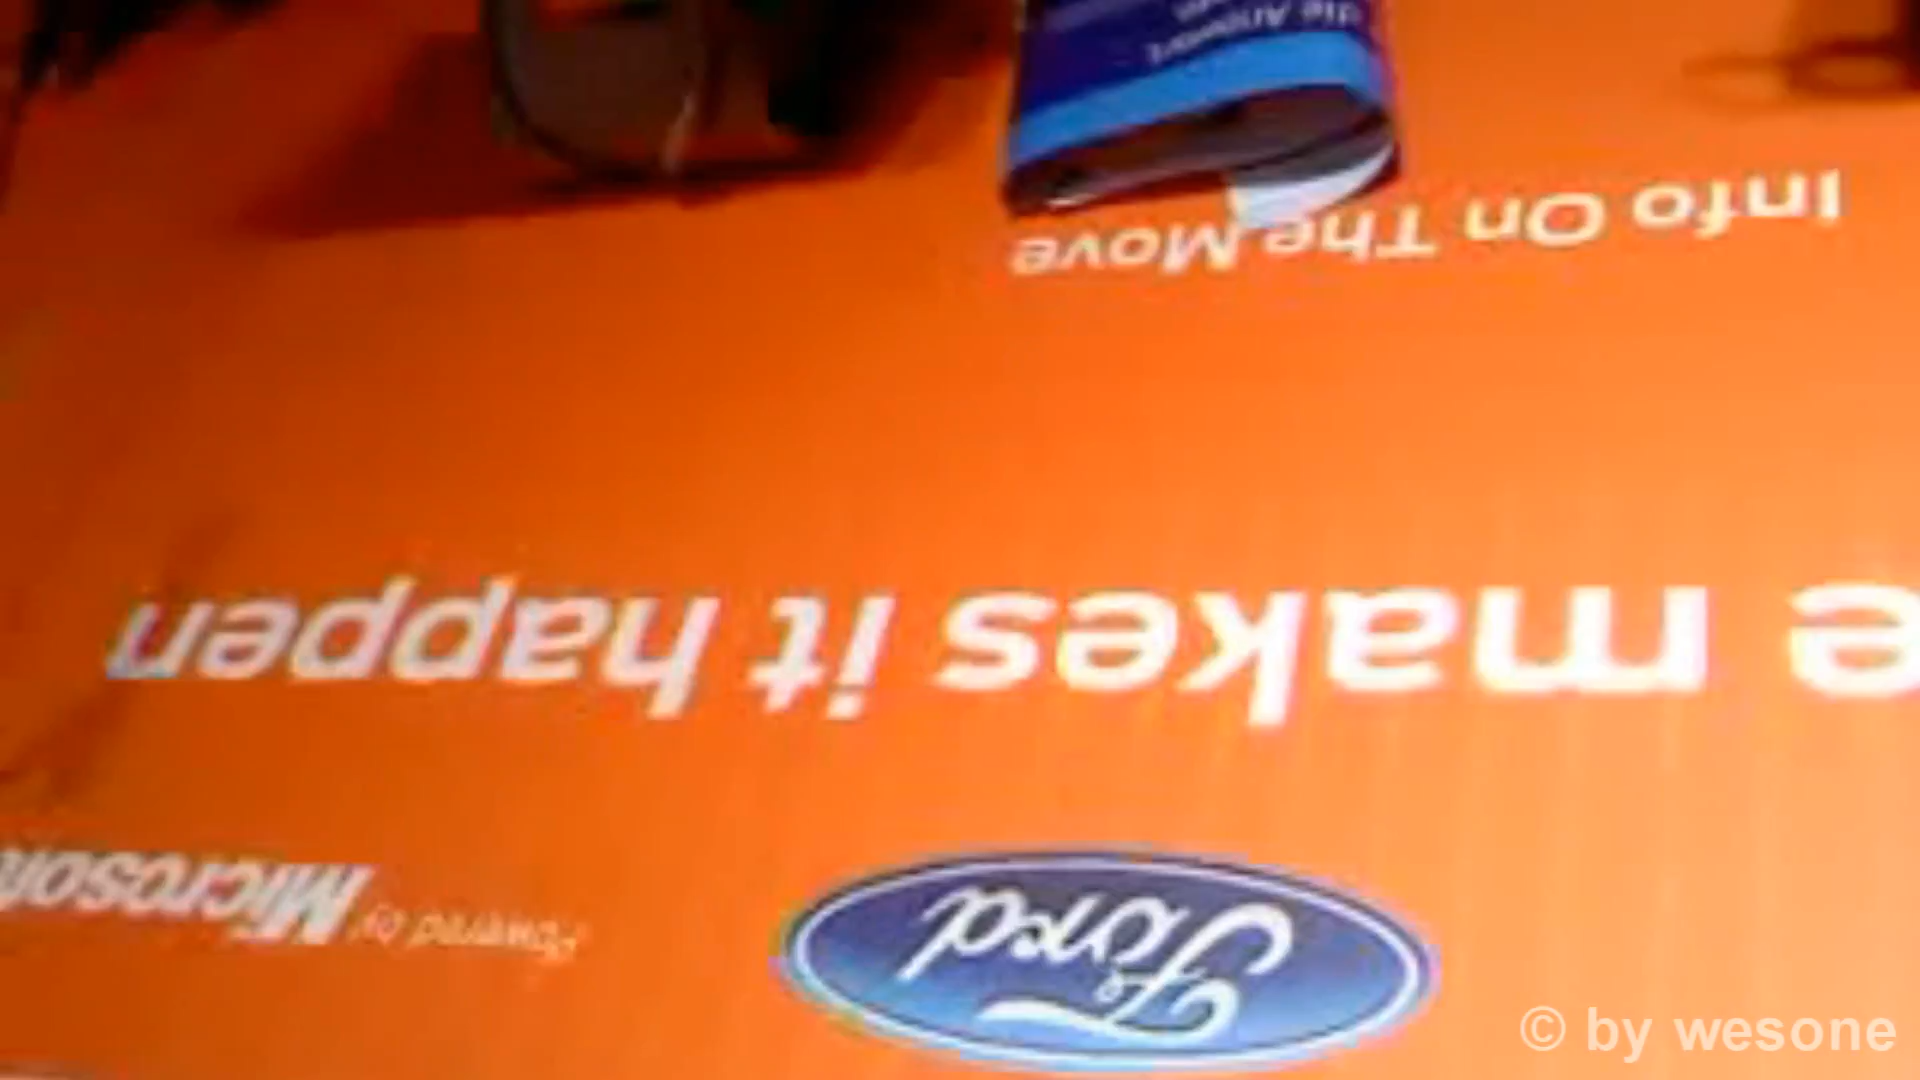 Ford
Powered by Microsoft
e makes it happen
Info On The Move
© by wesone